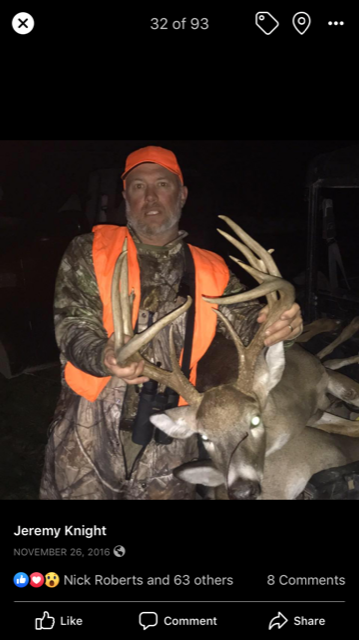 32 of 93
Jeremy Knight
NOVEMBER 26, 2016
Nick Roberts and 63 others 8 Comments
Like Comment Share